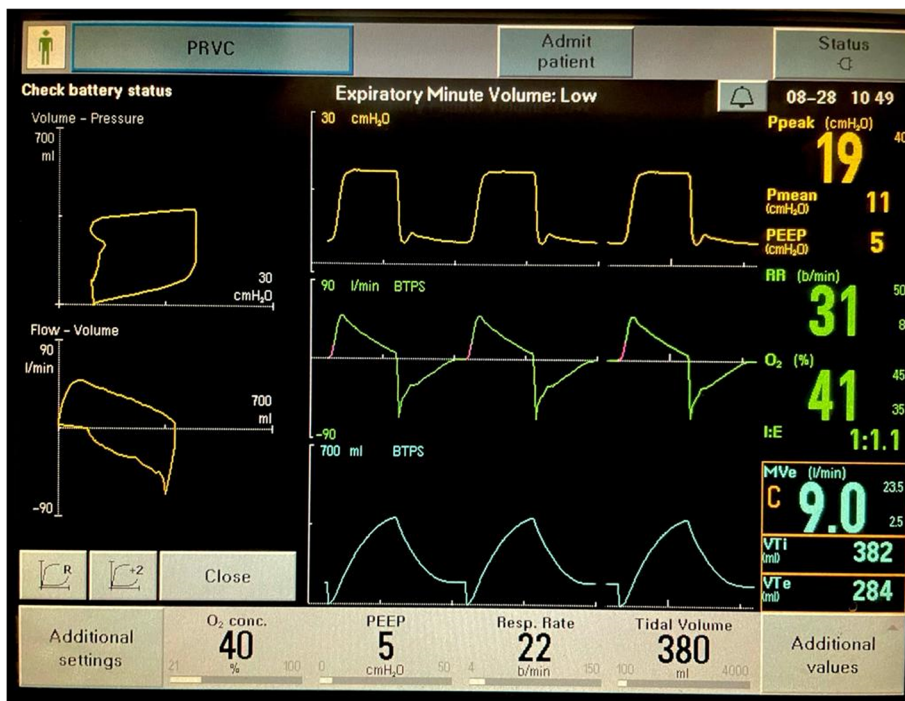 PRVC
Admit
patient
Status
Check battery status
Expiratory Minute Volume: Low
08-28 10 49
Volume - Pressure
700
ml
30
cmH₂O
Flow - Volume
90
l/min
700
ml
-90
30 cmH₂O
90 l/min BTPS
-90
700 ml BTPS
Ppeak (cmH₂O)
40
19
Pmean
(cmH₂O)
11
PEEP
(cmH₂O)
5
RR (b/min)
50
31
8
O₂ (%)
45
41
35
I:E
1:1.1
MVe (l/min)
C 9.0
23.5
2.5
VTi
(ml)
382
VTe
(ml)
284
R
+2
Close
Additional
settings
O₂ conc.
40
21 % 100
PEEP
5
0 cmH₂O 50
Resp. Rate
22
4 b/min 150
Tidal Volume
380
100 ml 4000
Additional
values